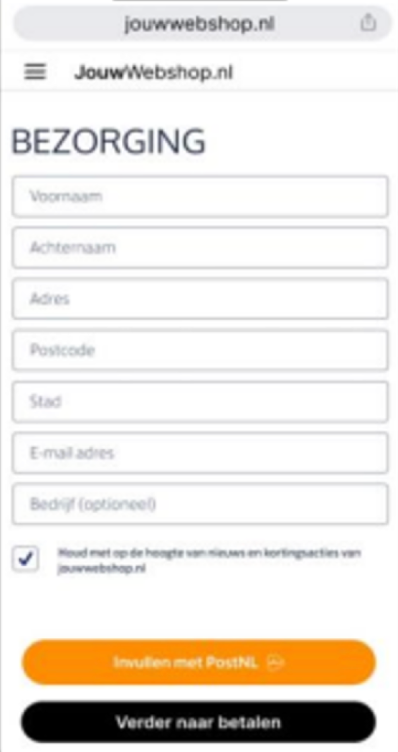 jouwwebshop.nl
JouwWebshop.nl
BEZORGING
Voornaam
Achternaam
Adres
Postcode
Stad
E-mail adres
Bedrijf (optioneel)
Houd met op de hoogte van nieuws en kortingsacties van
jouwwebshop.nl
Invullen met PostNL
Verder naar betalen